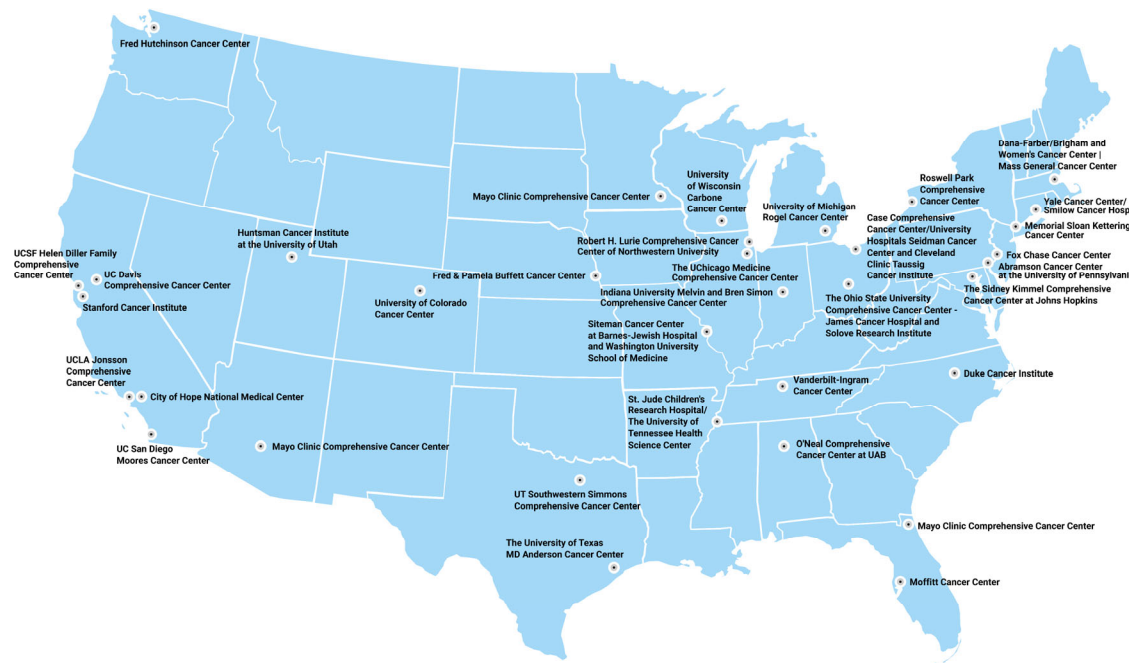 Fred Hutchinson Cancer Center
Dana-Farber/Brigham and
Women's Cancer Center |
Mass General Cancer Center
Roswell Park
Comprehensive
Cancer Center
University
of Wisconsin
Carbone
Cancer Center
Mayo Clinic Comprehensive Cancer Center
University of Michigan
Rogel Cancer Center
Yale Cancer Center/
Smilow Cancer Hosp
Case Comprehensive
Cancer Center/University
Hospitals Seidman Cancer
Center and Cleveland
Clinic Taussig
Cancer Institute
Memorial Sloan Kettering
Cancer Center
Huntsman Cancer Institute
at the University of Utah
Robert H. Lurie Comprehensive Cancer
Center of Northwestern University
UCSF Helen Diller Family
Comprehensive
Cancer Center
UC Davis
Comprehensive Cancer Center
Stanford Cancer Institute
Fred & Pamela Buffett Cancer Center
The UChicago Medicine
Comprehensive Cancer Center
Fox Chase Cancer Center
Abramson Cancer Center
at the University of Pennsylvani
Indiana University Melvin and Bren Simon
Comprehensive Cancer Center
The Sidney Kimmel Comprehensive
Cancer Center at Johns Hopkins
University of Colorado
Cancer Center
The Ohio State University
Comprehensive Cancer Center -
James Cancer Hospital and
Solove Research Institute
Siteman Cancer Center
at Barnes-Jewish Hospital
and Washington University
School of Medicine
UCLA Jonsson
Comprehensive
Cancer Center
City of Hope National Medical Center
Vanderbilt-Ingram
Cancer Center
Duke Cancer Institute
St. Jude Children's
Research Hospital/
The University of
Tennessee Health
Science Center
UC San Diego
Moores Cancer Center
Mayo Clinic Comprehensive Cancer Center
O'Neal Comprehensive
Cancer Center at UAB
UT Southwestern Simmons
Comprehensive Cancer Center
Mayo Clinic Comprehensive Cancer Center
The University of Texas
MD Anderson Cancer Center
Moffitt Cancer Center